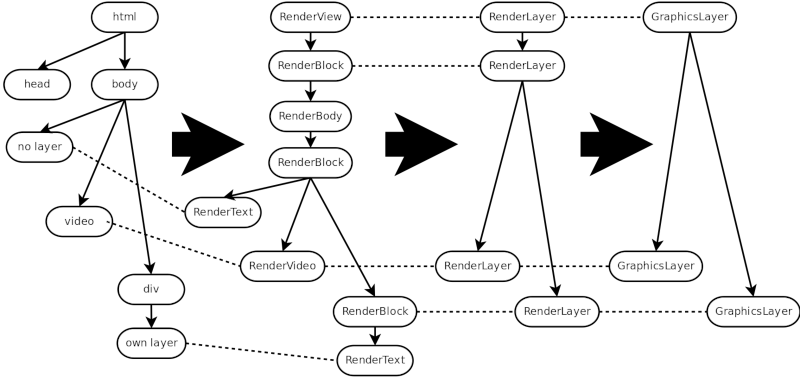 html
RenderView
RenderLayer
GraphicsLayer
head
body
RenderBlock
RenderLayer
RenderBody
no layer
RenderBlock
video
RenderText
RenderVideo
RenderLayer
GraphicsLayer
div
RenderBlock
RenderLayer
GraphicsLayer
own layer
RenderText